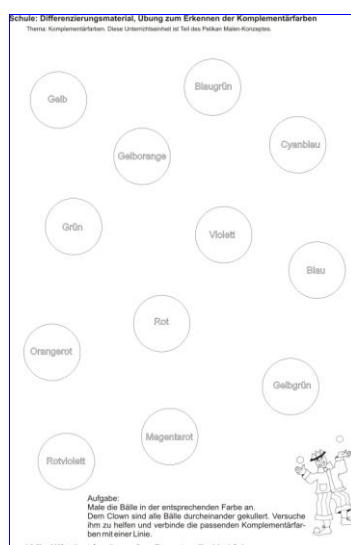 Schule: Differenzierungsmaterial, Übung zum Erkennen der Komplementärfarben
Thema: Komplementärfarben. Diese Unterrichtseinheit ist Teil des Pelikan Malen-Konzeptes.
Gelb
Blaugrün
Gelborange
Cyanblau
Grün
Violett
Blau
Rot
Orangerot
Gelbgrün
Magentarot
Rotviolett
Aufgabe:
Male die Bälle in der entsprechenden Farbe an.
Dem Clown sind alle Bälle durcheinander gekullert. Versuche
ihm zu helfen und verbinde die passenden Komplementärfar-
ben mit einer Linie.